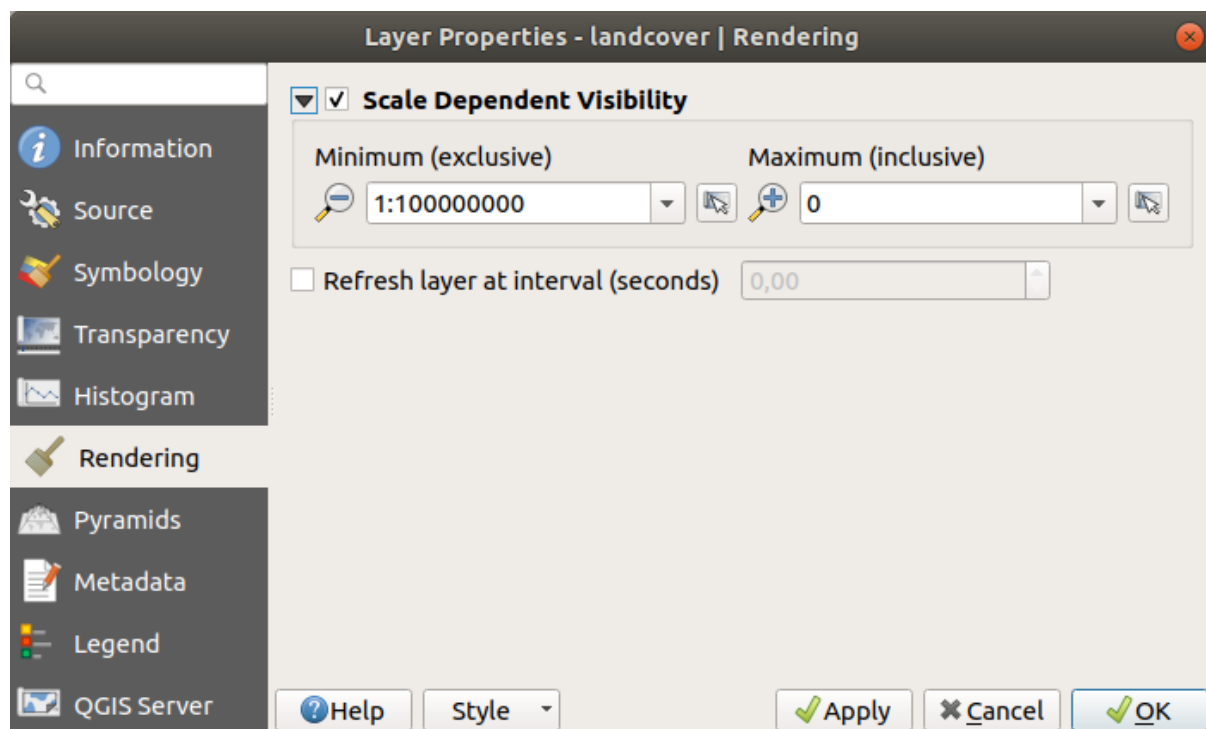 Layer Properties - landcover | Rendering
Information
Source
Symbology
Transparency
Histogram
Rendering
Pyramids
Metadata
Legend
QGIS Server
Scale Dependent Visibility
Minimum (exclusive) Maximum (inclusive)
1:100000000 0
Refresh layer at interval (seconds) 0,00
Help Style Apply Cancel OK